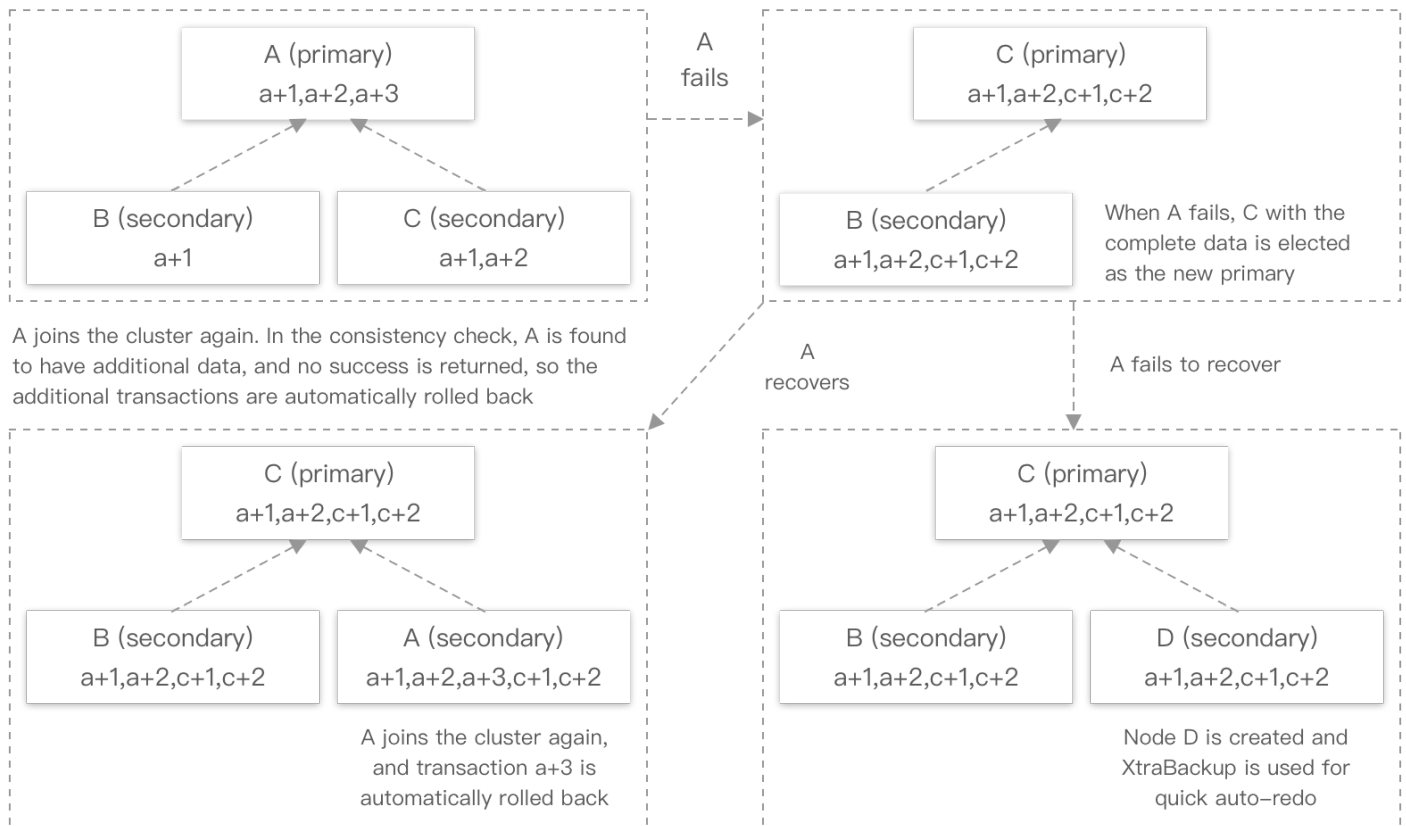 A (primary)
a+1,a+2,a+3
B (secondary)
a+1
C (secondary)
a+1,a+2
A
fails
C (primary)
a+1,a+2,c+1,c+2
B (secondary)
a+1,a+2,c+1,c+2
When A fails, C with the
complete data is elected
as the new primary
A joins the cluster again. In the consistency check, A is found
to have additional data, and no success is returned, so the
additional transactions are automatically rolled back
A
recovers
A fails to recover
C (primary)
a+1,a+2,c+1,c+2
B (secondary)
a+1,a+2,c+1,c+2
A (secondary)
a+1,a+2,a+3,c+1,c+2
A joins the cluster again,
and transaction a+3 is
automatically rolled back
C (primary)
a+1,a+2,c+1,c+2
B (secondary)
a+1,a+2,c+1,c+2
D (secondary)
a+1,a+2,c+1,c+2
Node D is created and
XtraBackup is used for
quick auto-redo